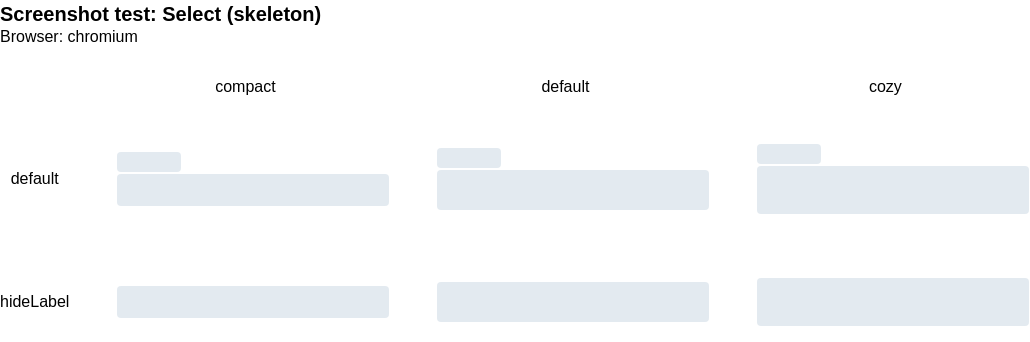 Screenshot test: Select (skeleton)
Browser: chromium
compact default cozy
default
hideLabel